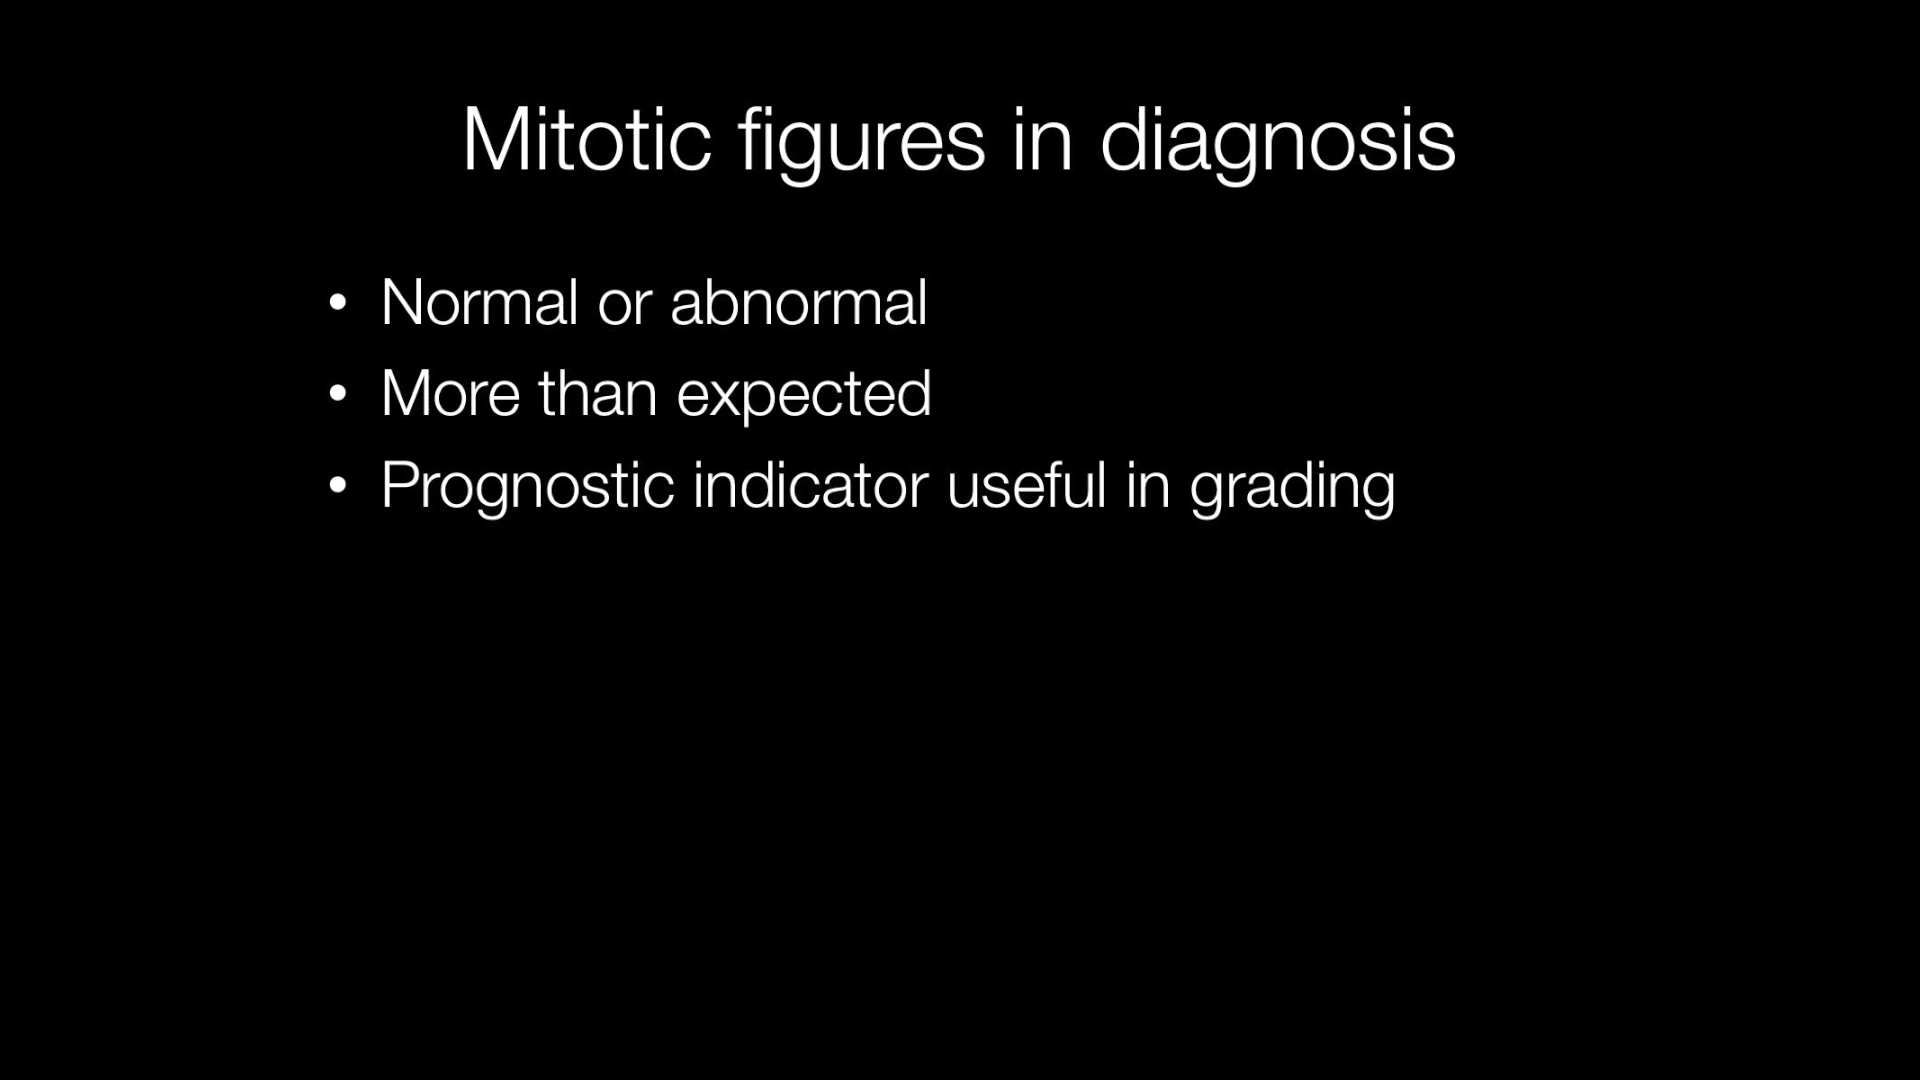 Mitotic figures in diagnosis
• Normal or abnormal
• More than expected
• Prognostic indicator useful in grading